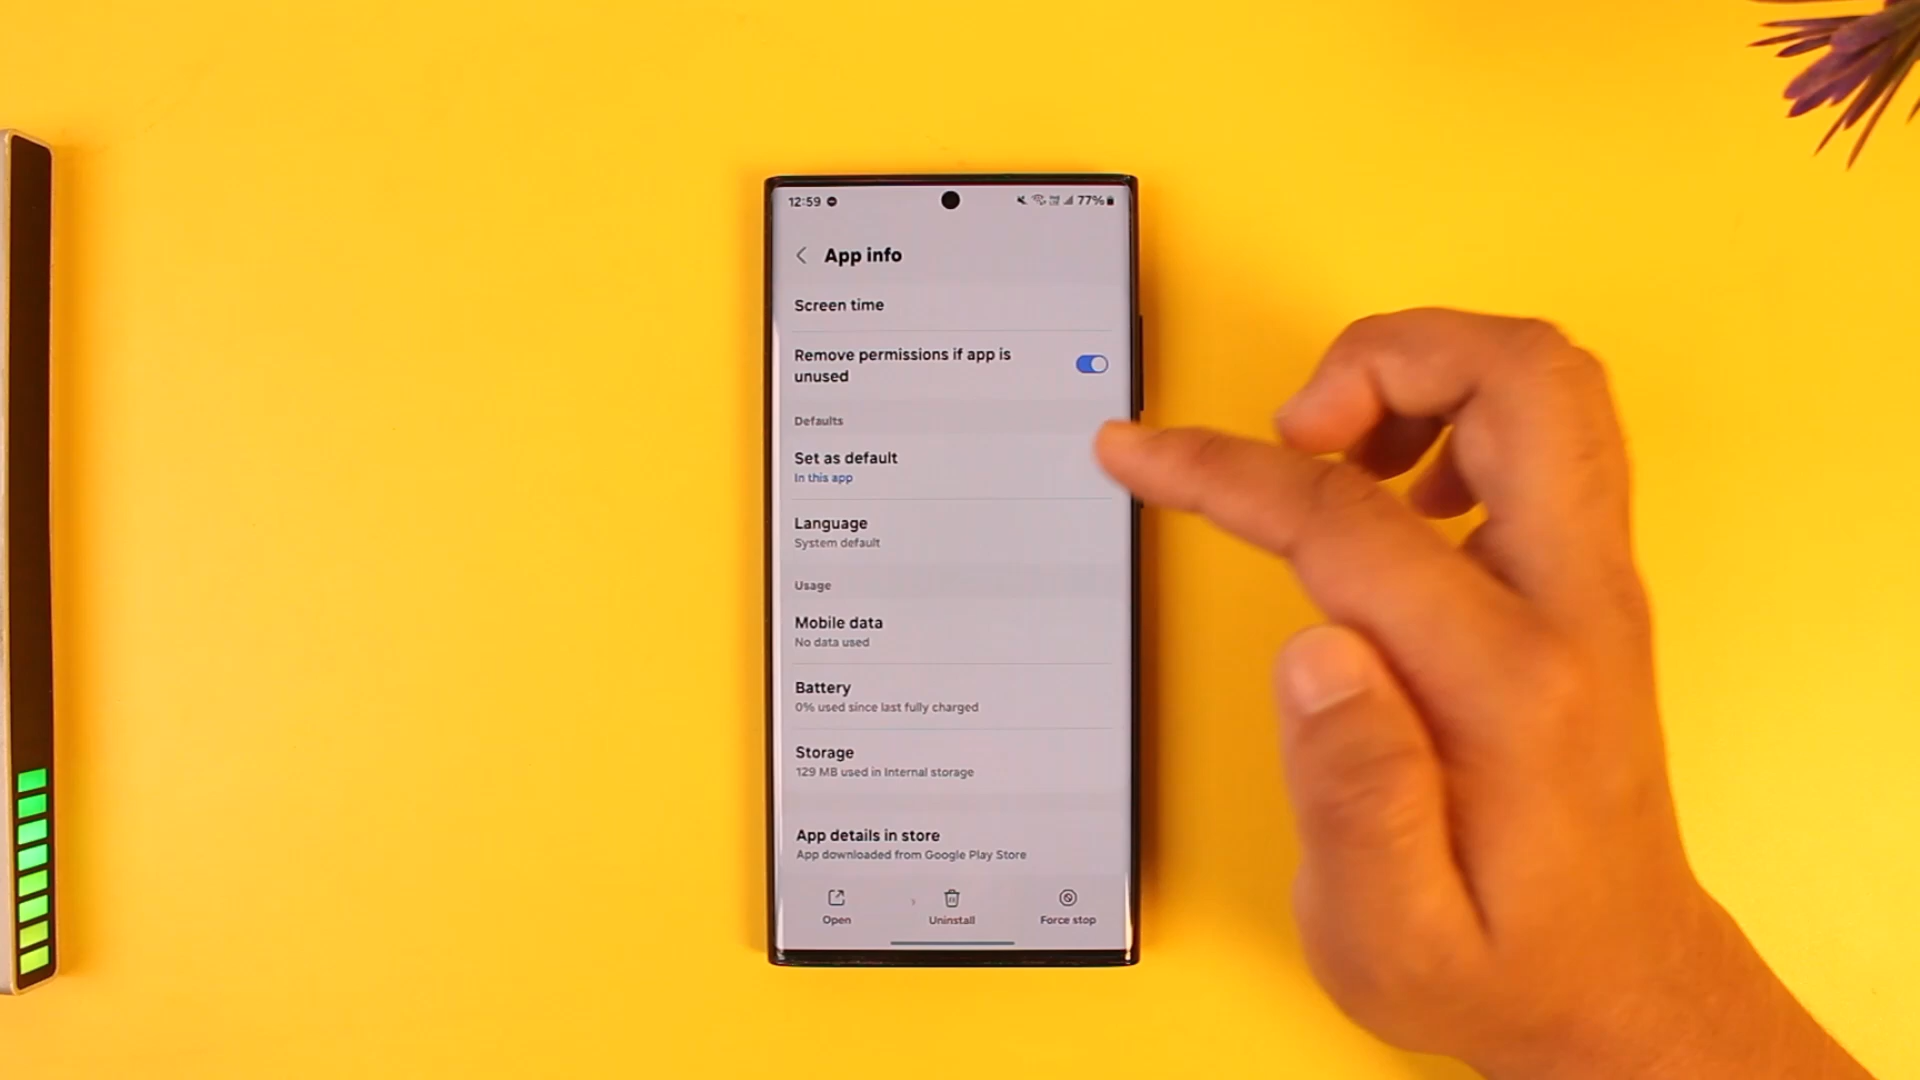 12:59
77%
App info
Screen time
Remove permissions if app is
unused
Defaults
Set as default
In this app
Language
System default
Usage
Mobile data
No data used
Battery
0% used since last fully charged
Storage
129 MB used in Internal storage
App details in store
App downloaded from Google Play Store
Open
Uninstall
Force stop